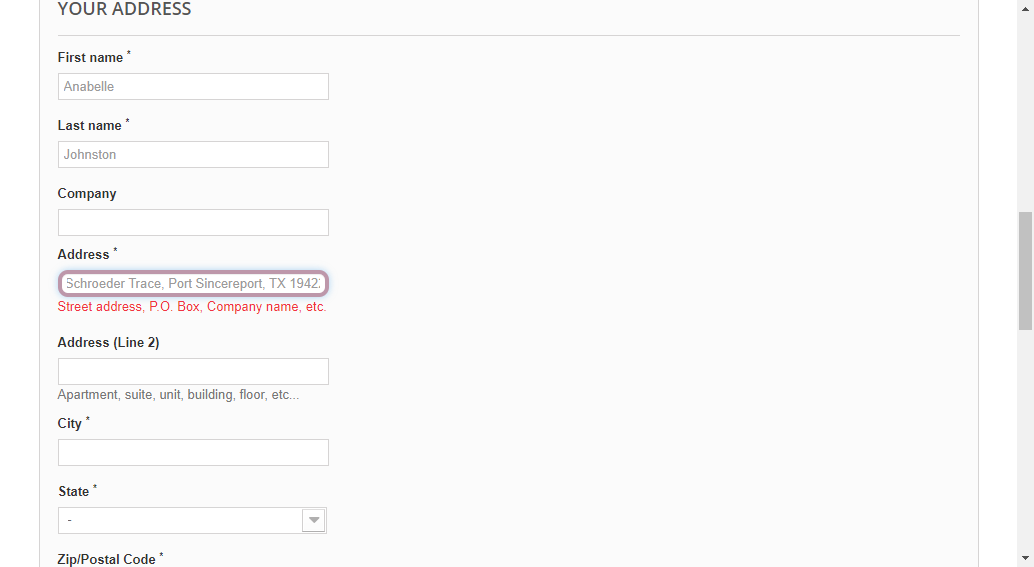 YOUR ADDRESS
First name *
Anabelle
Last name *
Johnston
Company
Address *
Schroeder Trace, Port Sincereport, TX 1942
Street address, P.O. Box, Company name, etc.
Address (Line 2)
Apartment, suite, unit, building, floor, etc...
City *
State *
-
Zip/Postal Code *